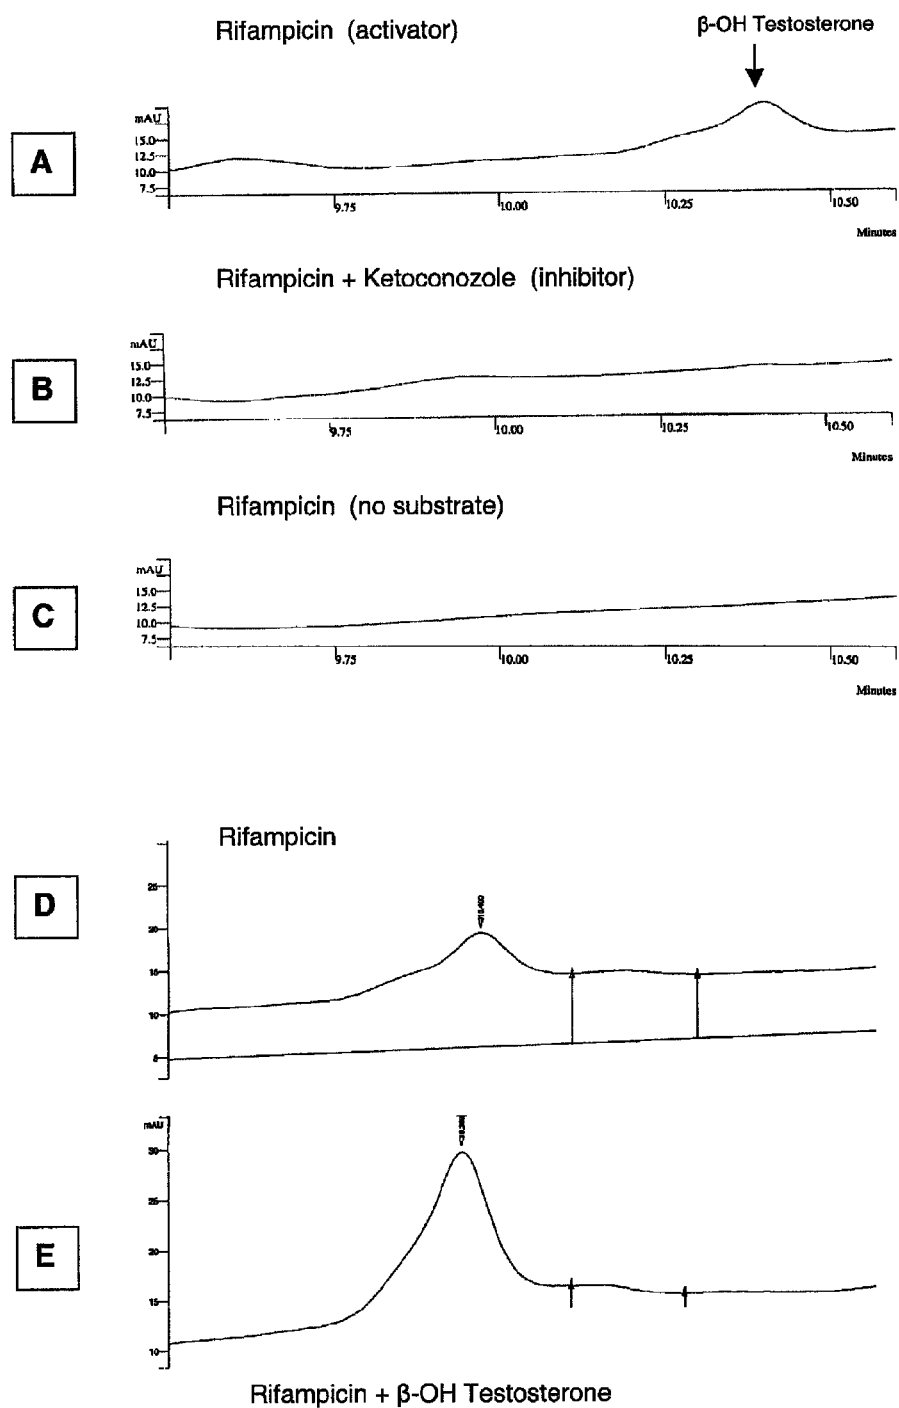 Rifampicin (activator)
β-OH Testosterone
A
mAU
15.0
12.5
10.0
7.5
9.75
10.00
10.25
10.50
Minutes
Rifampicin + Ketoconozole (inhibitor)
B
mAU
15.0
12.5
10.0
7.5
9.75
10.00
10.25
10.50
Minutes
Rifampicin (no substrate)
C
mAU
15.0
12.5
10.0
7.5
9.75
10.00
10.25
10.50
Minutes
Rifampicin
D
25
20
15
10
5
E
mAU
30
25
20
15
10
Rifampicin + β-OH Testosterone